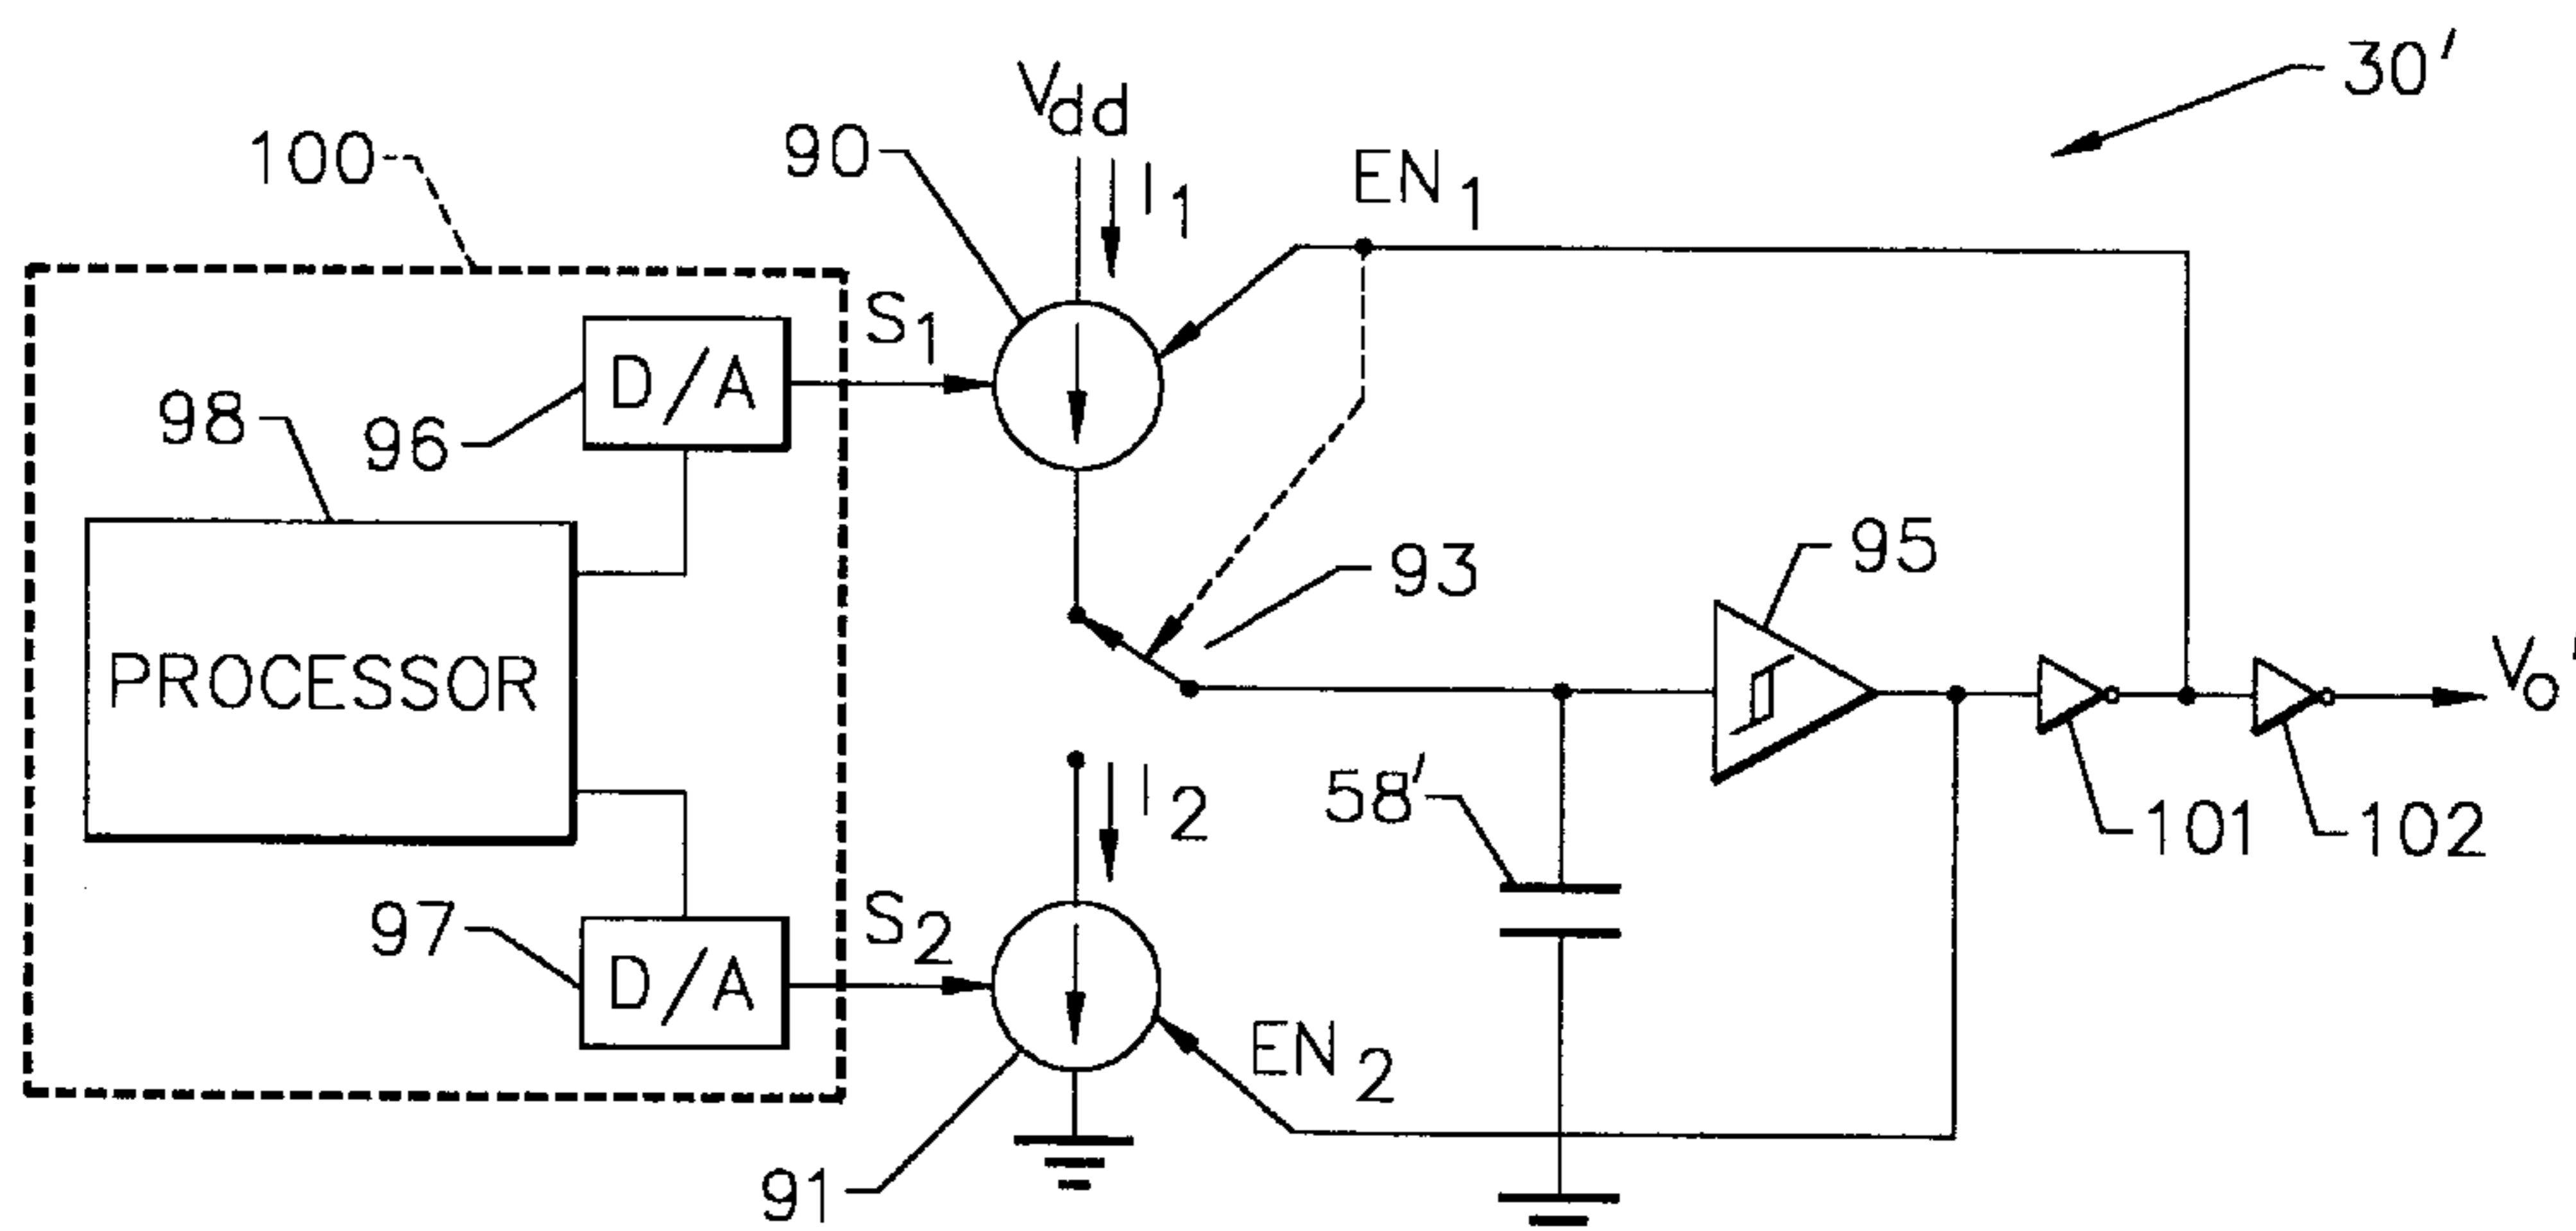 30'
Vdd
100
90
I1
EN1
S1
D/A
98
96
93
95
PROCESSOR
Vo'
58'
I2
101
102
97
S2
D/A
EN2
91